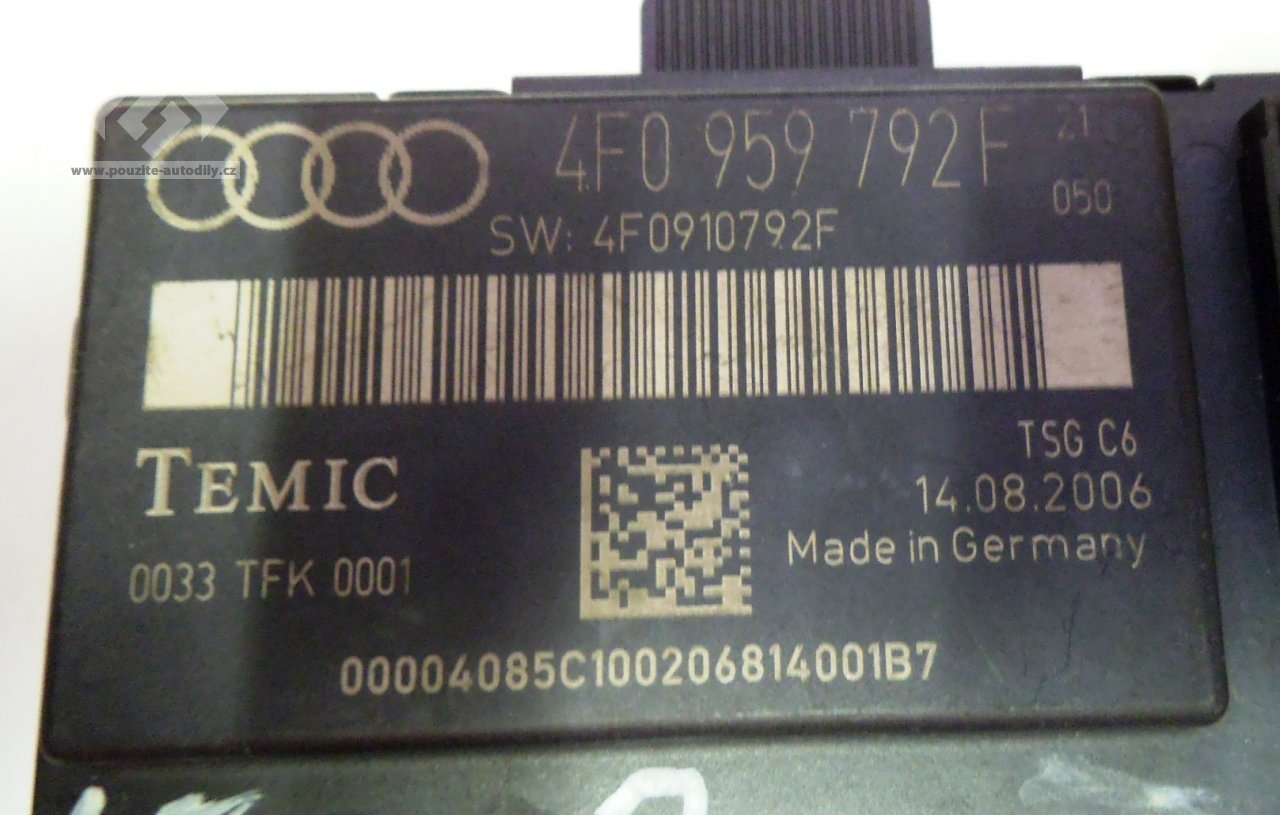 4F0 959 792F 21
050
www.pouzite-autodily.cz
SW: 4F0910792F
TEMIC
TSG C6
14.08.2006
Made in Germany
0033 TFK 0001
00004085C100206814001B7